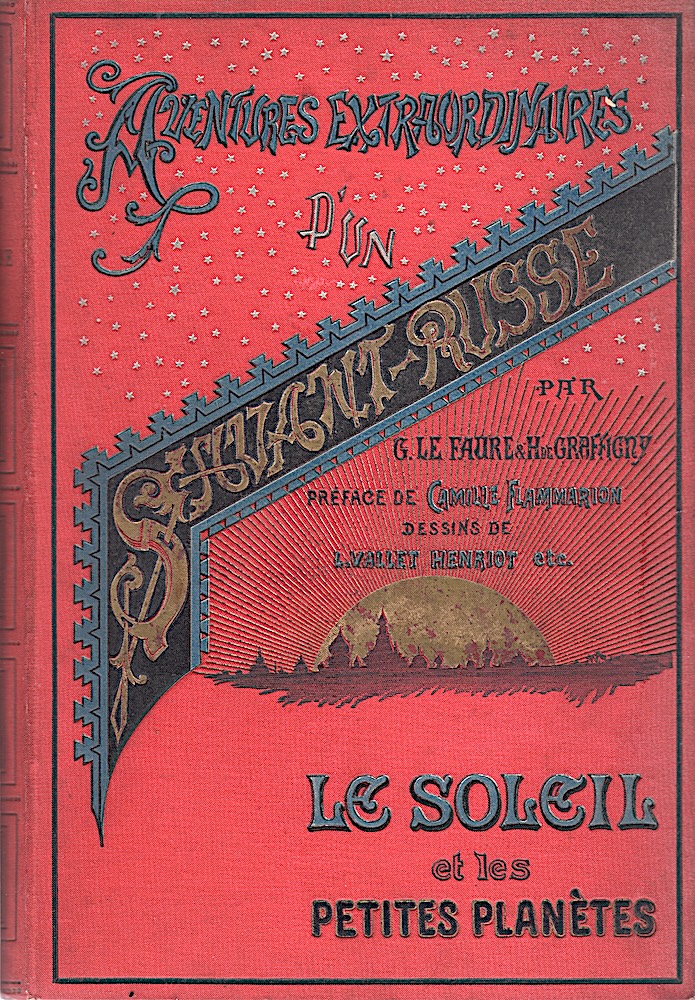 AVENTURES EXTRAORDINAIRES
D'UN
SAVANT-RUSSE
PAR
G. LE FAURE & H. DE GRAFFIGNY
PRÉFACE DE CAMILLE FLAMMARION
DESSINS DE
L. VALLET HENRIOT etc.
LE SOLEIL
et les
PETITES PLANÈTES